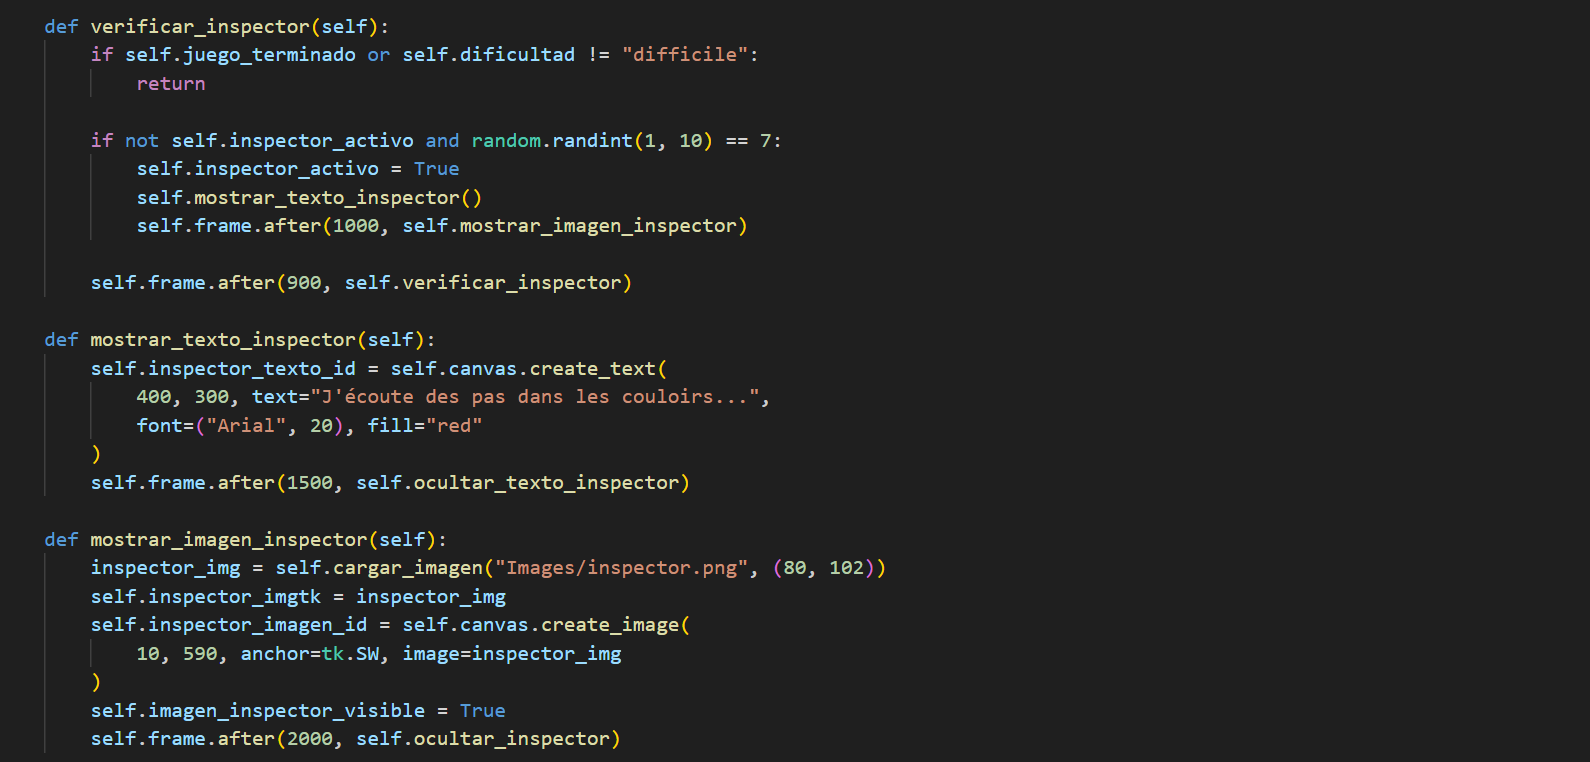 def verificar_inspector(self):
    if self.juego_terminado or self.dificultad != "difficile":
        return

    if not self.inspector_activo and random.randint(1, 10) == 7:
        self.inspector_activo = True
        self.mostrar_texto_inspector()
        self.frame.after(1000, self.mostrar_imagen_inspector)

    self.frame.after(900, self.verificar_inspector)

def mostrar_texto_inspector(self):
    self.inspector_texto_id = self.canvas.create_text(
        400, 300, text="J'écoute des pas dans les couloirs...",
        font=("Arial", 20), fill="red"
    )
    self.frame.after(1500, self.ocultar_texto_inspector)

def mostrar_imagen_inspector(self):
    inspector_img = self.cargar_imagen("Images/inspector.png", (80, 102))
    self.inspector_imgtk = inspector_img
    self.inspector_imagen_id = self.canvas.create_image(
        10, 590, anchor=tk.SW, image=inspector_img
    )
    self.imagen_inspector_visible = True
    self.frame.after(2000, self.ocultar_inspector)